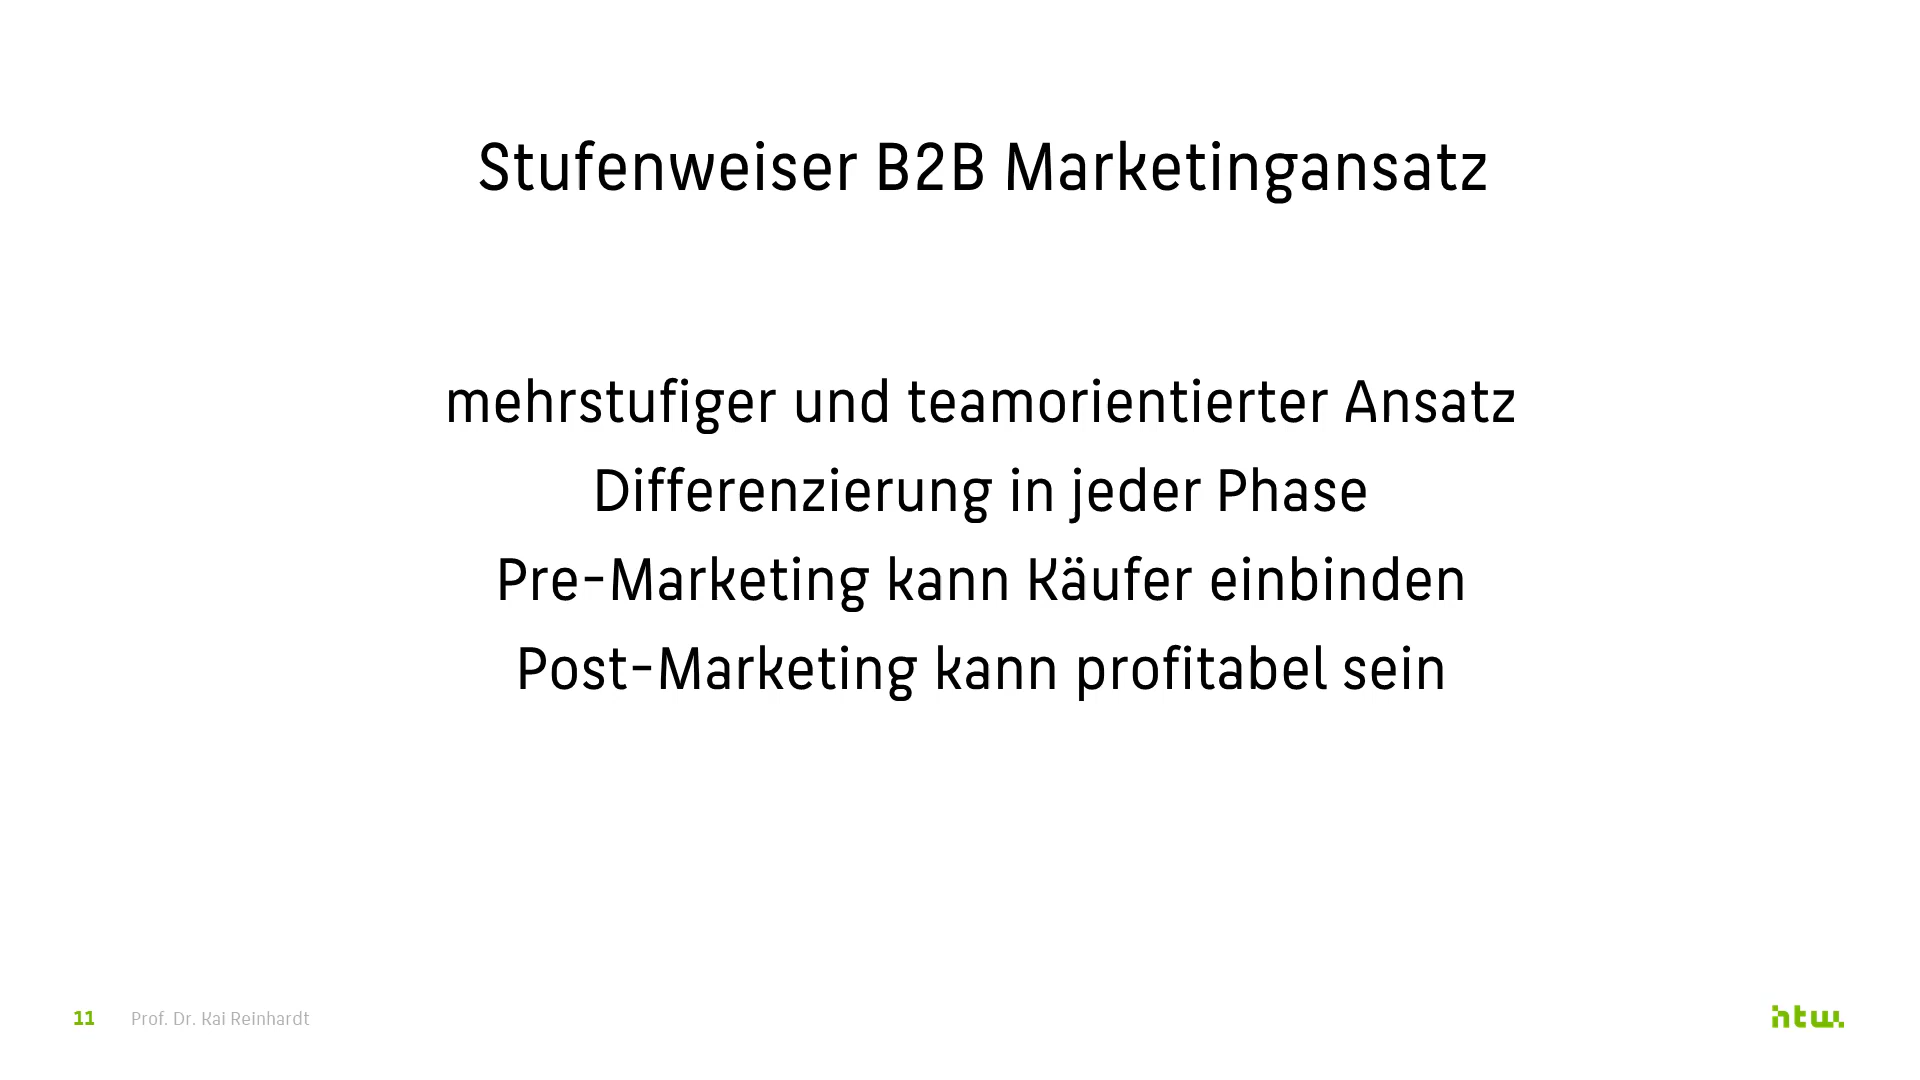 Stufenweiser B2B Marketingansatz
mehrstufiger und teamorientierter Ansatz
Differenzierung in jeder Phase
Pre-Marketing kann Käufer einbinden
Post-Marketing kann profitabel sein
11 Prof. Dr. Kai Reinhardt
htw.